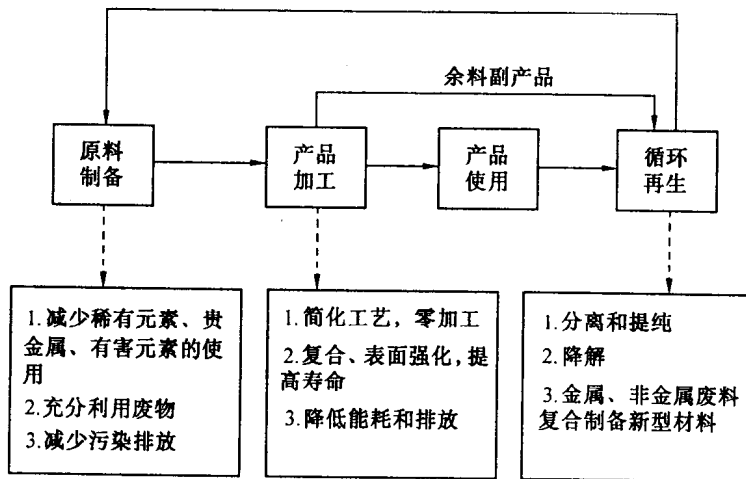 余料副产品
原料
制备
产品
加工
产品
使用
循环
再生
1.减少稀有元素、贵
金属、有害元素的使
用
2.充分利用废物
3.减少污染排放
1.简化工艺，零加工
2.复合、表面强化，提
高寿命
3.降低能耗和排放
1.分离和提纯
2.降解
3.金属、非金属废料
复合制备新型材料